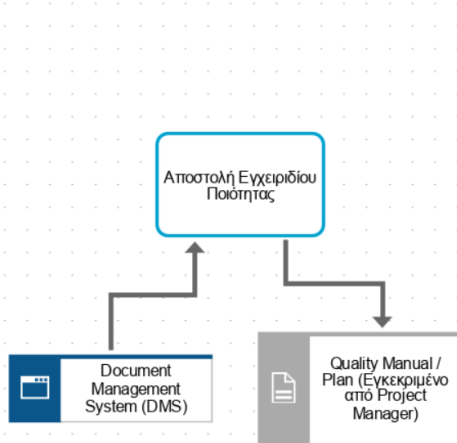 Αποστολή Εγχειριδίου
Ποιότητας
Document
Management
System (DMS)
Quality Manual /
Plan (Εγκεκριμένο
από Project
Manager)